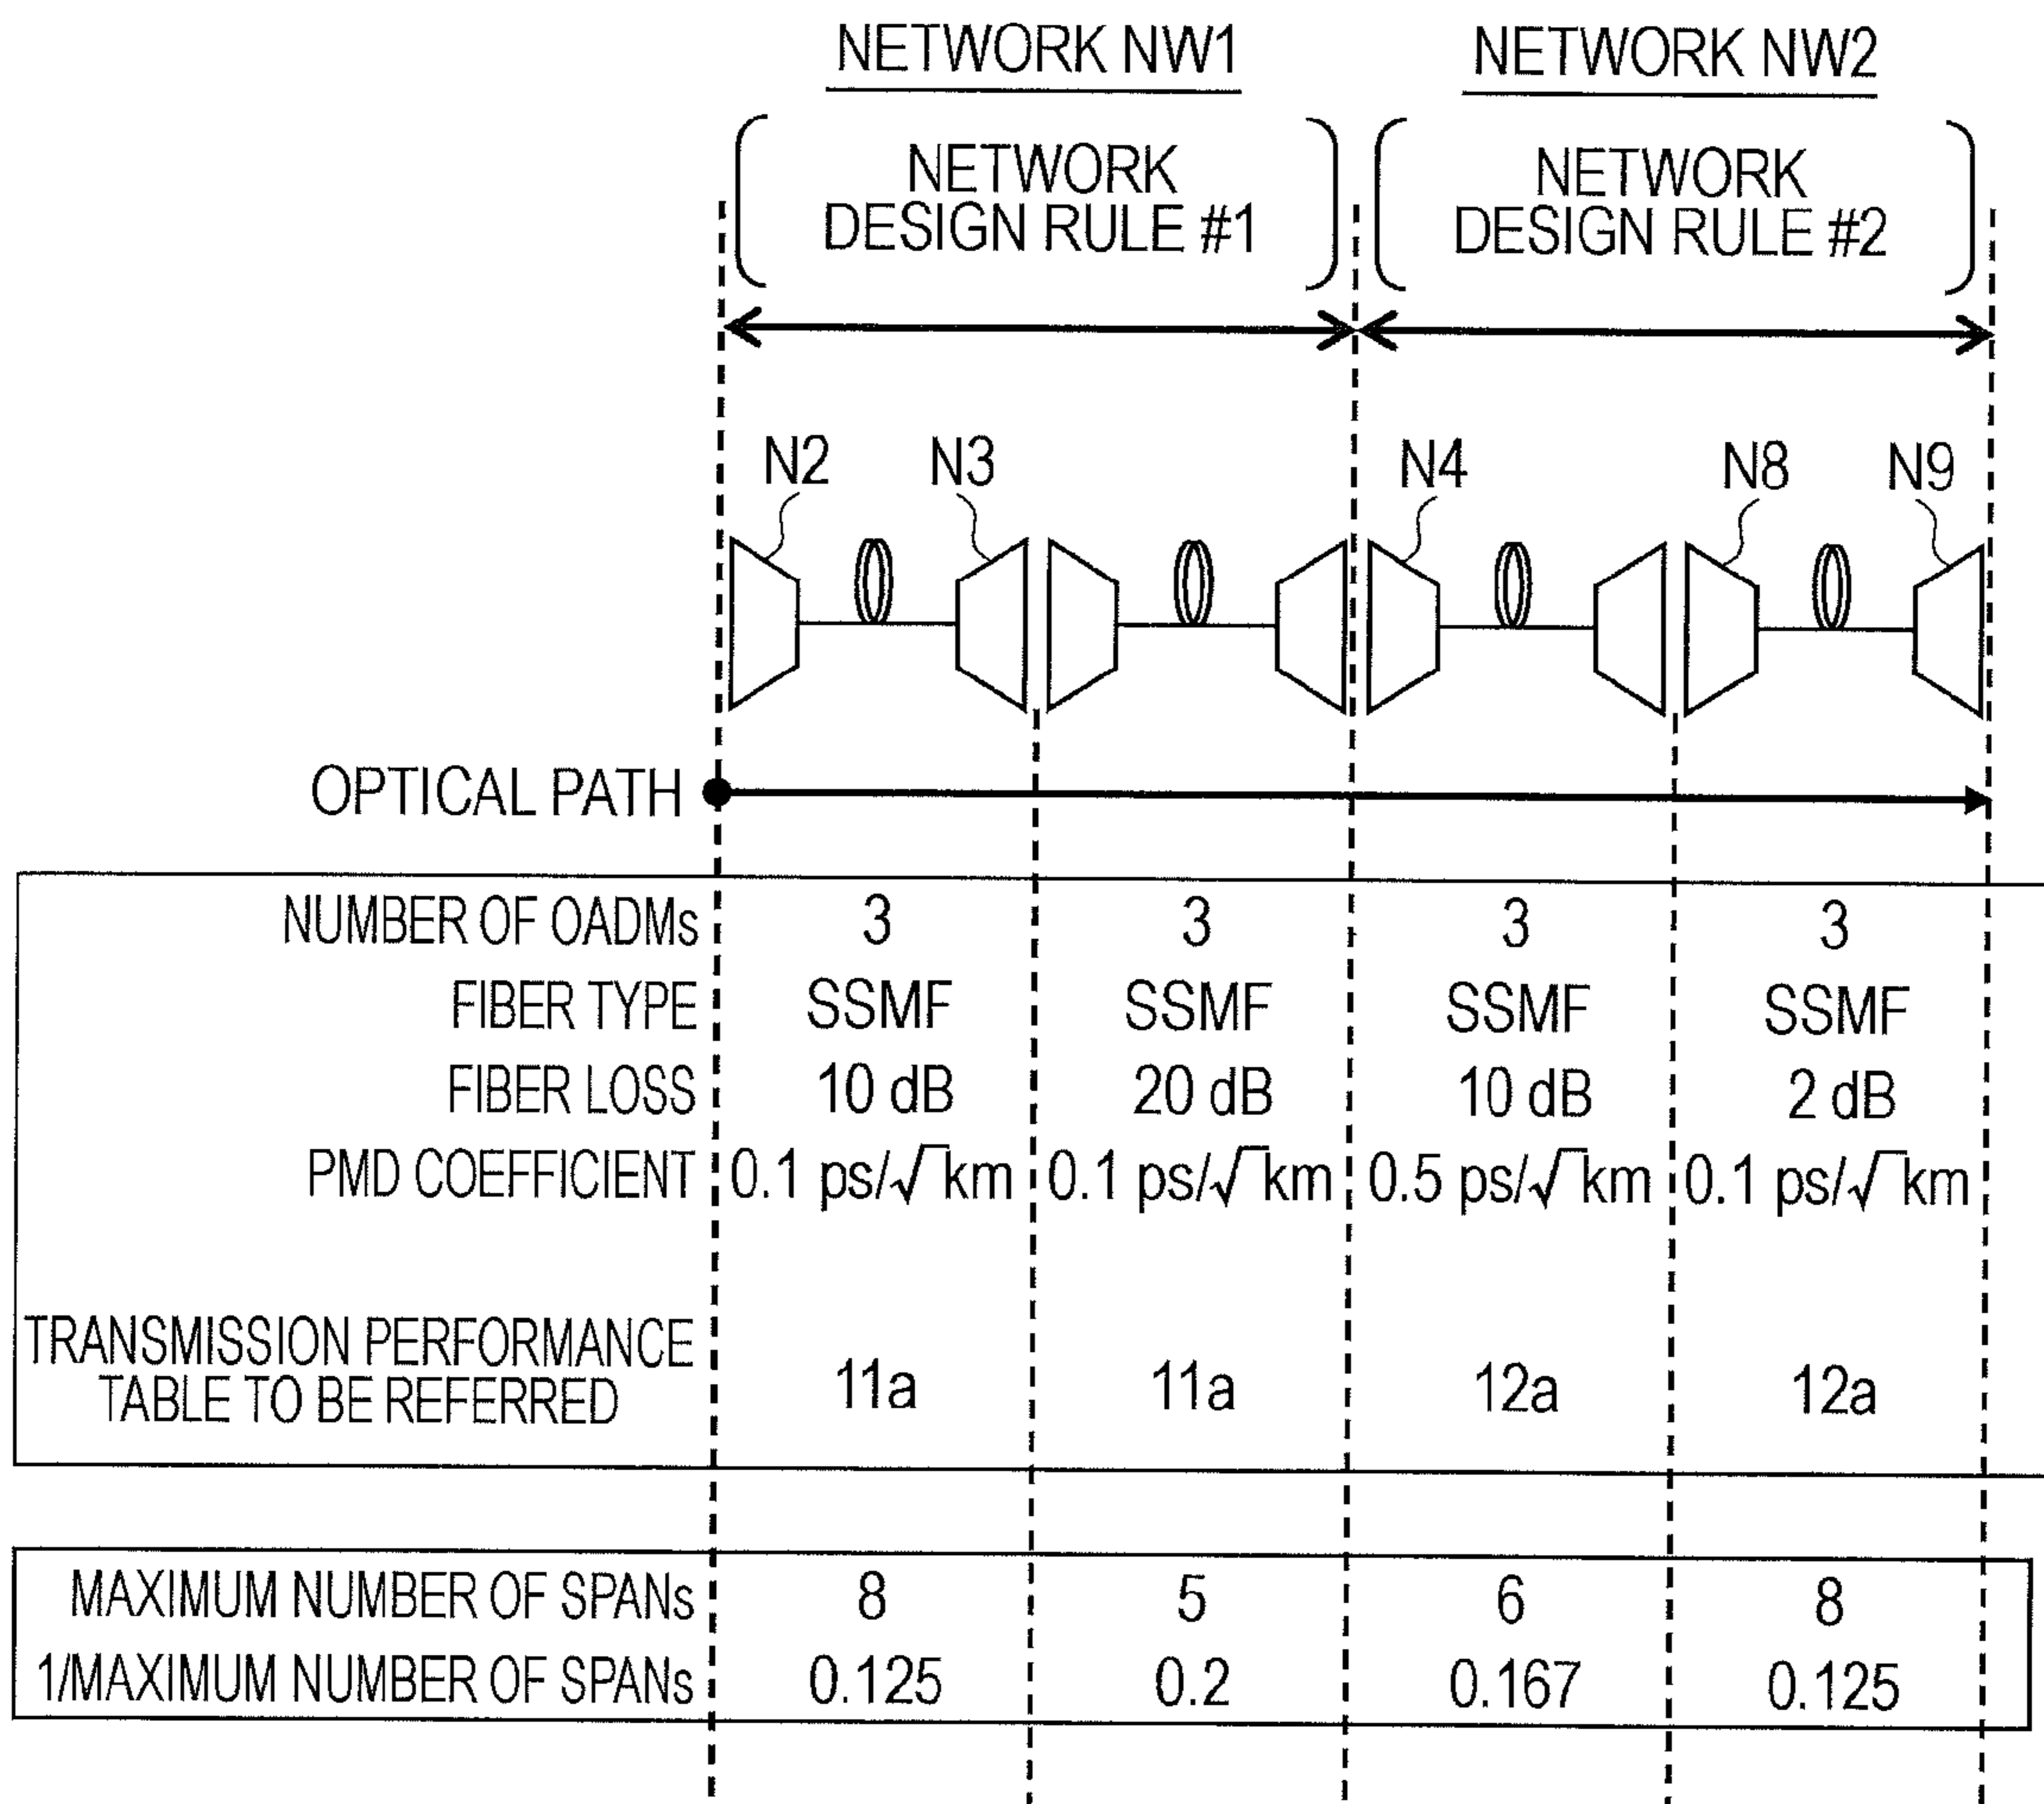 NETWORK NW1 NETWORK NW2
NETWORK NETWORK
DESIGN RULE #1 DESIGN RULE #2
N2 N3 N4 N8 N9
OPTICAL PATH
NUMBER OF OADMs 3 3 3 3
FIBER TYPE SSMF SSMF SSMF SSMF
FIBER LOSS 10 dB 20 dB 10 dB 2 dB
PMD COEFFICIENT 0.1 ps/√km 0.1 ps/√km 0.5 ps/√km 0.1 ps/√km
TRANSMISSION PERFORMANCE
TABLE TO BE REFERRED 11a 11a 12a 12a
MAXIMUM NUMBER OF SPANs 8 5 6 8
1/MAXIMUM NUMBER OF SPANs 0.125 0.2 0.167 0.125